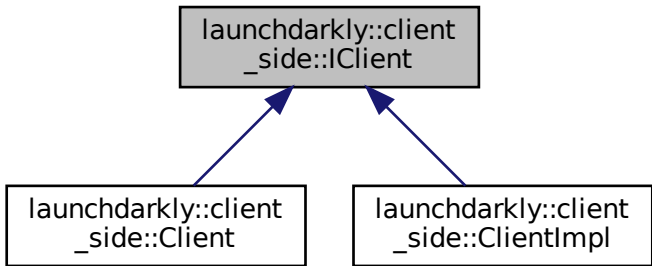 launchdarkly::client
_side::IClient
launchdarkly::client
_side::Client
launchdarkly::client
_side::ClientImpl